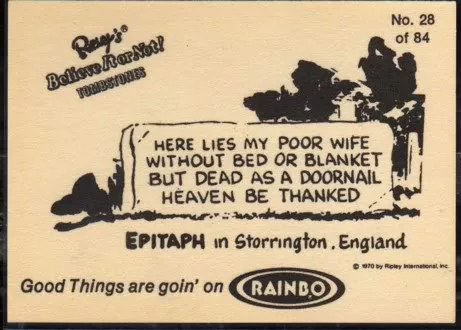 No. 28
of 84
Ripley's®
Believe It or Not!
TOMBSTONES
HERE LIES MY POOR WIFE
WITHOUT BED OR BLANKET
BUT DEAD AS A DOORNAIL
HEAVEN BE THANKED
EPITAPH in Storrington, England
© 1970 by Ripley International, Inc.
Good Things are goin' on RAINBO